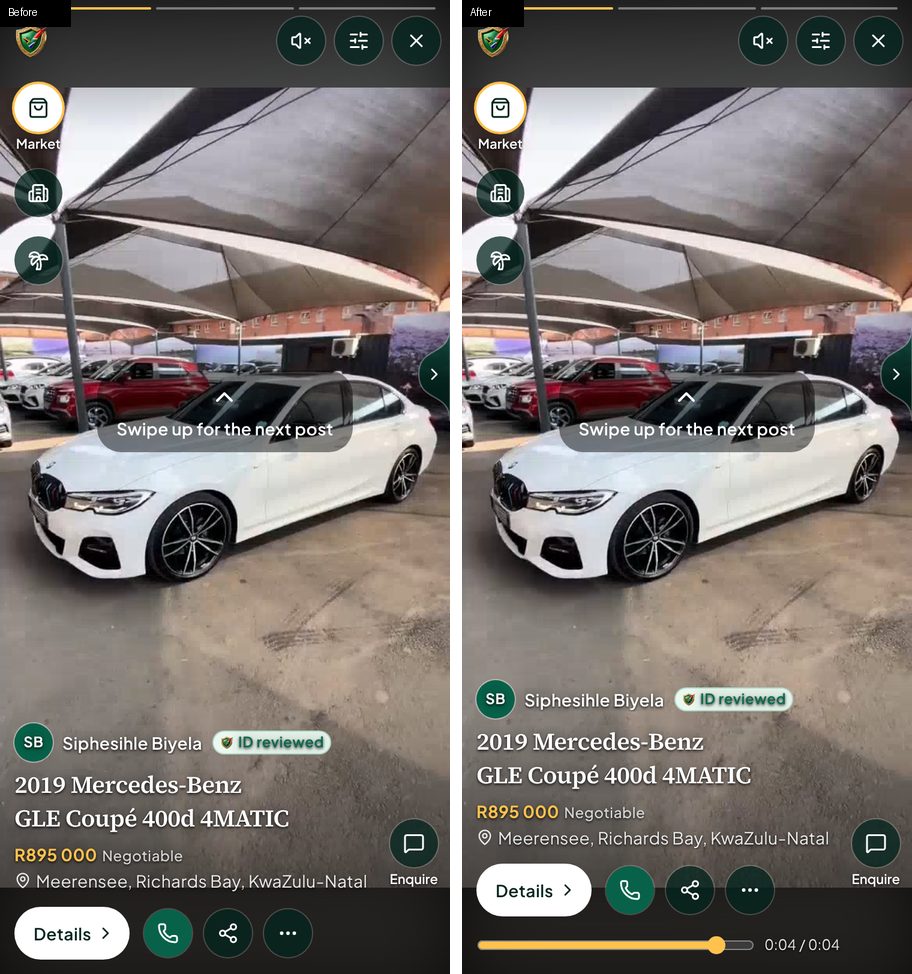 Before
Market
Swipe up for the next post
SB Siphesihle Biyela ID reviewed
2019 Mercedes-Benz
GLE Coupé 400d 4MATIC
R895 000 Negotiable
Meerensee, Richards Bay, KwaZulu-Natal
Enquire
Details
After
Market
Swipe up for the next post
SB Siphesihle Biyela ID reviewed
2019 Mercedes-Benz
GLE Coupé 400d 4MATIC
R895 000 Negotiable
Meerensee, Richards Bay, KwaZulu-Natal
Enquire
Details
0:04 / 0:04